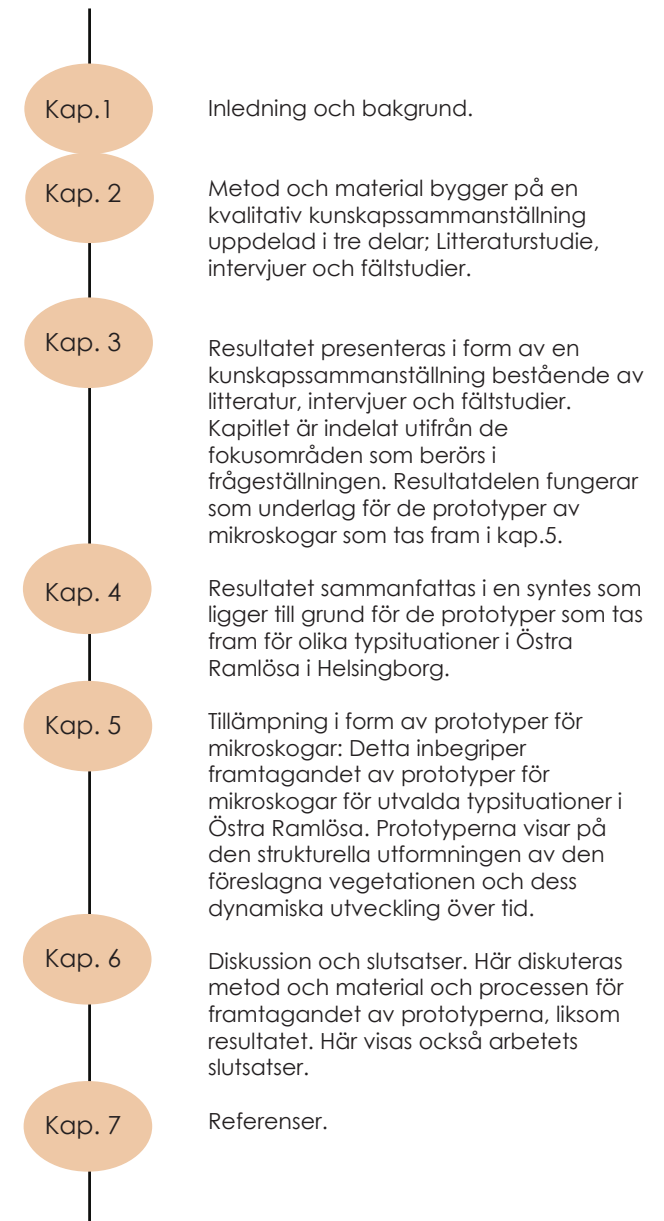 Kap.1
Inledning och bakgrund.
Kap. 2
Metod och material bygger på en
kvalitativ kunskapssammanställning
uppdelad i tre delar; Litteraturstudie,
intervjuer och fältstudier.
Kap. 3
Resultatet presenteras i form av en
kunskapssammanställning bestående av
litteratur, intervjuer och fältstudier.
Kapitlet är indelat utifrån de
fokusområden som berörs i
frågeställningen. Resultatdelen fungerar
som underlag för de prototyper av
mikroskogar som tas fram i kap.5.
Kap. 4
Resultatet sammanfattas i en syntes som
ligger till grund för de prototyper som tas
fram för olika typsituationer i Östra
Ramlösa i Helsingborg.
Kap. 5
Tillämpning i form av prototyper för
mikroskogar: Detta inbegriper
framtagandet av prototyper för
mikroskogar för utvalda typsituationer i
Östra Ramlösa. Prototyperna visar på
den strukturella utformningen av den
föreslagna vegetationen och dess
dynamiska utveckling över tid.
Kap. 6
Diskussion och slutsatser. Här diskuteras
metod och material och processen för
framtagandet av prototyperna, liksom
resultatet. Här visas också arbetets
slutsatser.
Kap. 7
Referenser.